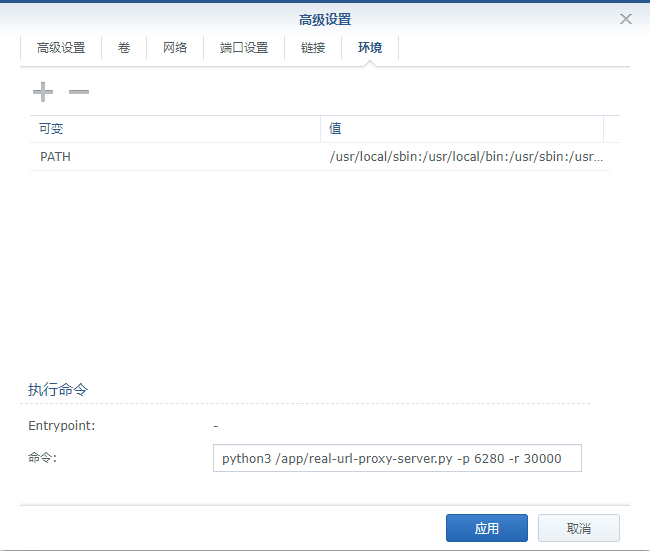 高级设置
高级设置 卷 网络 端口设置 链接 环境
可变 值
PATH /usr/local/sbin:/usr/local/bin:/usr/sbin:/usr...
执行命令
Entrypoint: -
命令: python3 /app/real-url-proxy-server.py -p 6280 -r 30000
应用 取消